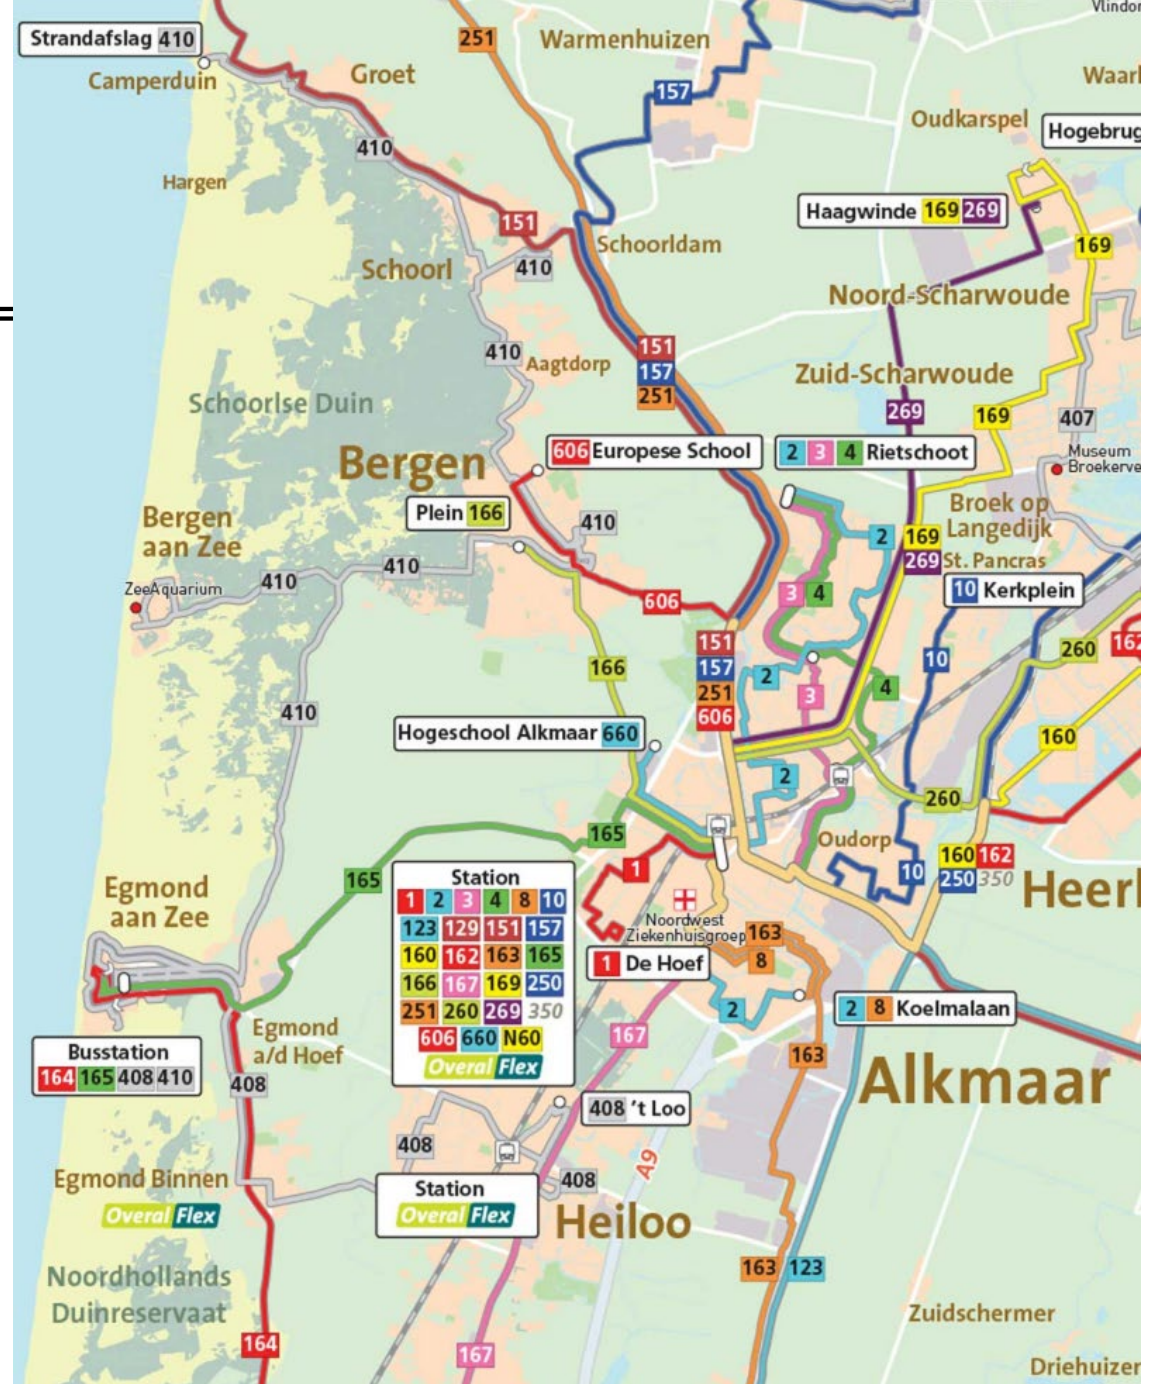 Vlindor
Strandafslag 410
251
Warmenhuizen
Camperduin
Groet
Waarl
157
Oudkarspel
Hogebrug
410
Hargen
Haagwinde 169 269
151
Schoorldam
169
Schoorl
410
Noord-Scharwoude
151
157
251
410
Aagtdorp
Zuid-Scharwoude
Schoorlse Duin
269
169
407
Bergen
606 Europese School
2 3 4 Rietschoot
Museum
Broekerve
Plein 166
Broek op
Langedijk
Bergen
aan Zee
410
2
169
269
St. Pancras
410
410
ZeeAquarium
606
3 4
10 Kerkplein
151
157
251
606
162
260
10
166
2
3
4
410
Hogeschool Alkmaar 660
160
2
260
165
Oudorp
160 162
250 350
1
10
165
Heerl
Egmond
aan Zee
Station
1 2 3 4 8 10
123 129 151 157
160 162 163 165
166 167 169 250
251 260 269 350
606 660 N60
Overal Flex
Noordwest
Ziekenhuisgroep
163
8
1 De Hoef
2
2 8 Koelmalaan
Egmond
a/d Hoef
167
Busstation
164 165 408 410
163
408
Alkmaar
408 't Loo
408
A9
Egmond Binnen
Overal Flex
Station
Overal Flex
408
Heiloo
163 123
Noordhollands
Duinreservaat
Zuidschermer
164
167
Driehuizer